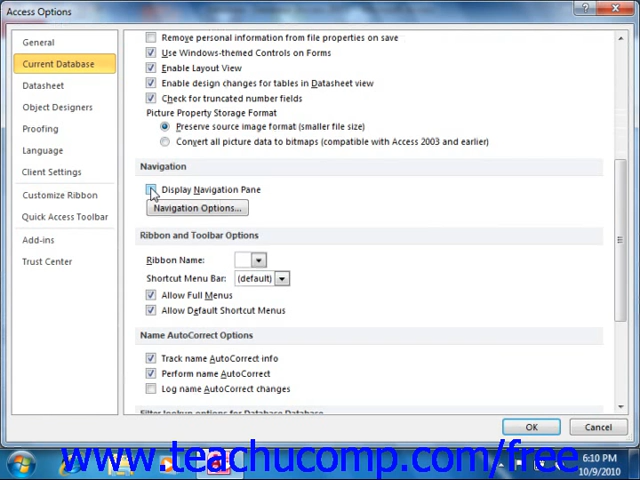 Access Options
General
Current Database
Datasheet
Object Designers
Proofing
Language
Client Settings
Customize Ribbon
Quick Access Toolbar
Add-ins
Trust Center
Remove personal information from file properties on save
Use Windows-themed Controls on Forms
Enable Layout View
Enable design changes for tables in Datasheet view
Check for truncated number fields
Picture Property Storage Format
Preserve source image format (smaller file size)
Convert all picture data to bitmaps (compatible with Access 2003 and earlier)
Navigation
Display Navigation Pane
Navigation Options...
Ribbon and Toolbar Options
Ribbon Name:
Shortcut Menu Bar: (default)
Allow Full Menus
Allow Default Shortcut Menus
Name AutoCorrect Options
Track name AutoCorrect info
Perform name AutoCorrect
Log name AutoCorrect changes
Filter lookup options for Database Database
OK
Cancel
www.teachucomp.com/free
6:10 PM
10/9/2010